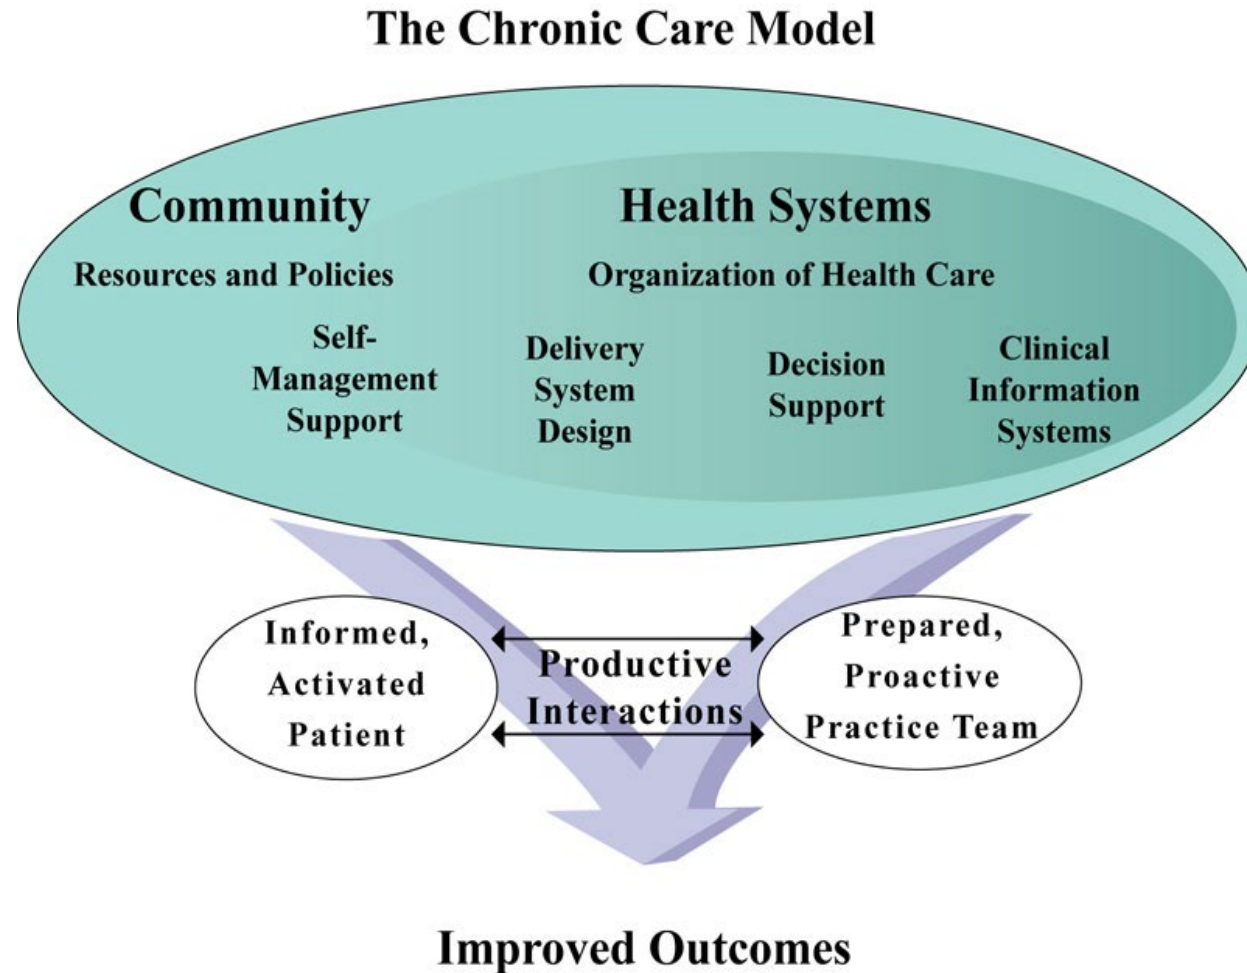 The Chronic Care Model
Community
Resources and Policies
Health Systems
Organization of Health Care
Self-
Management
Support
Delivery
System
Design
Decision
Support
Clinical
Information
Systems
Informed,
Activated
Patient
Productive
Interactions
Prepared,
Proactive
Practice Team
Improved Outcomes